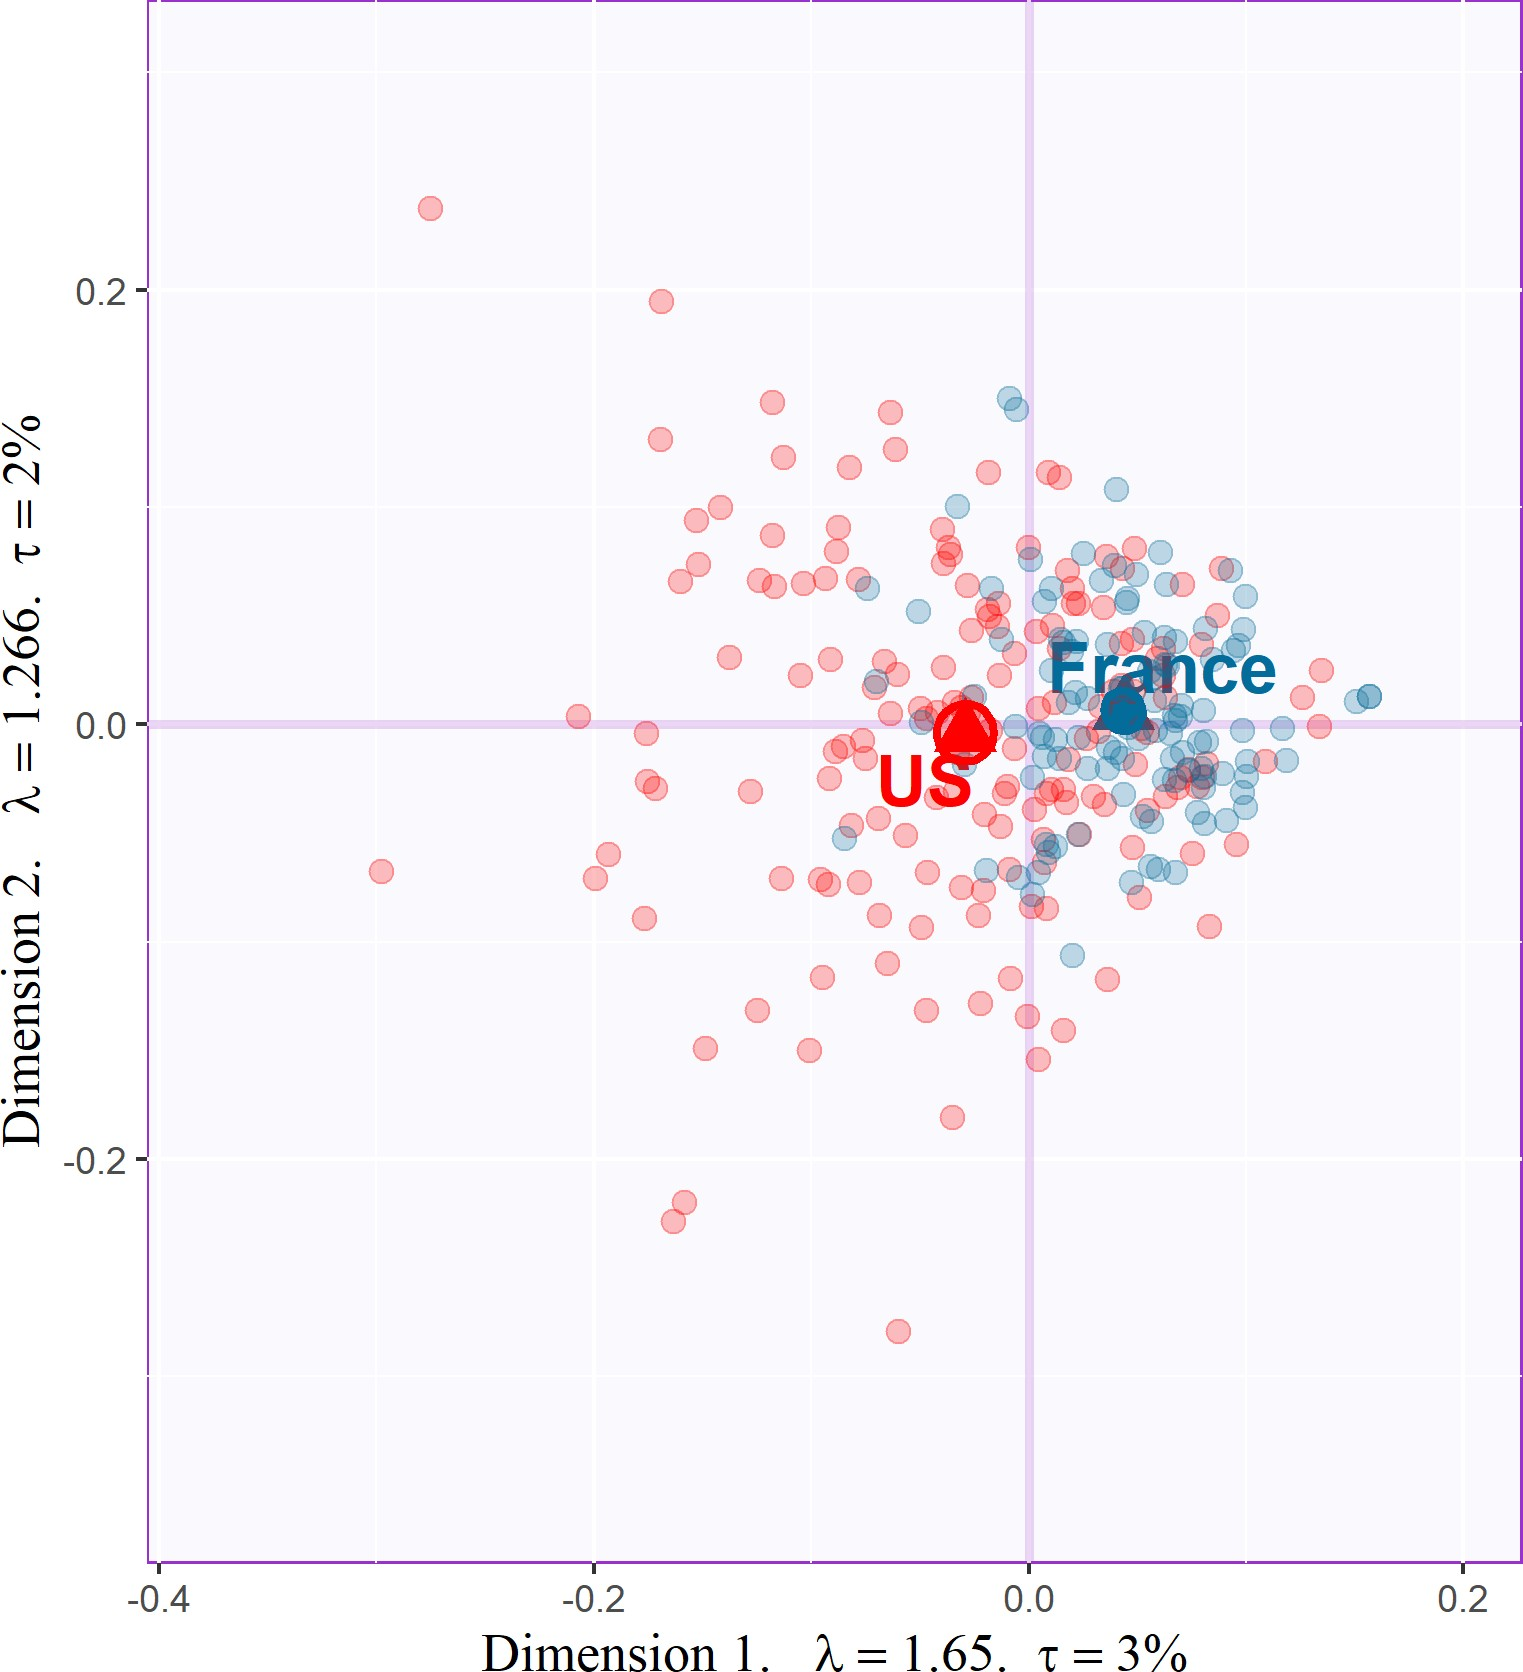 0.2
0.0
-0.2
Dimension 2. λ = 1.266. τ = 2%
France
US
-0.4
-0.2
0.0
0.2
Dimension 1. λ = 1.65. τ = 3%